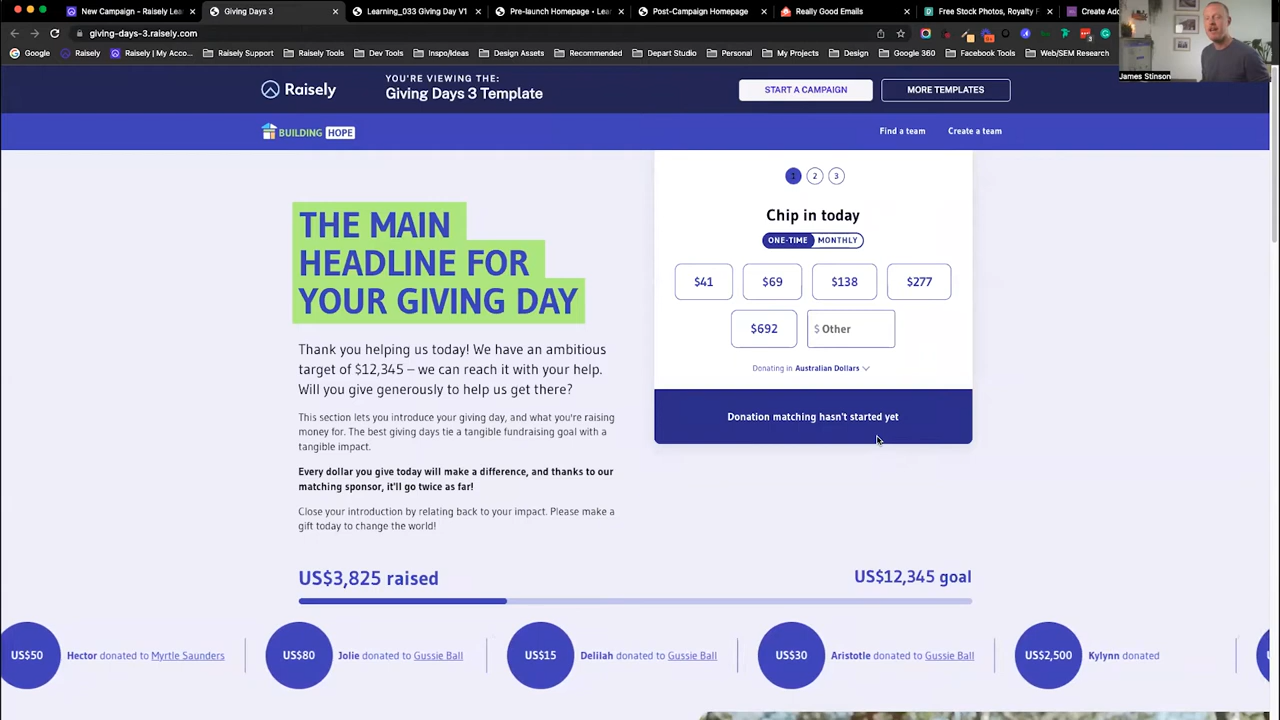 New Campaign - Raisely Lea
Giving Days 3
Learning_033 Giving Day V1
Pre-launch Homepage • Lear
Post-Campaign Homepage
Really Good Emails
Free Stock Photos, Royalty F
Create Ado
giving-days-3.raisely.com
Google
Raisely | My Acco...
Raisely Support
Raisely Tools
Dev Tools
Inspo/Ideas
Design Assets
Recommended
Depart Studio
Personal
My Projects
Design
Google 360
Facebook Tools
Web/SEM Research
James Stinson
Raisely
YOU'RE VIEWING THE:
Giving Days 3 Template
START A CAMPAIGN
MORE TEMPLATES
BUILDING HOPE
Find a team
Create a team
THE MAIN
HEADLINE FOR
YOUR GIVING DAY
Thank you helping us today! We have an ambitious
target of $12,345 – we can reach it with your help.
Will you give generously to help us get there?
This section lets you introduce your giving day, and what you're raising
money for. The best giving days tie a tangible fundraising goal with a
tangible impact.
Every dollar you give today will make a difference, and thanks to our
matching sponsor, it'll go twice as far!
Close your introduction by relating back to your impact. Please make a
gift today to change the world!
1 2 3
Chip in today
ONE-TIME MONTHLY
$41 $69 $138 $277
$692 $ Other
Donating in Australian Dollars
Donation matching hasn't started yet
US$3,825 raised
US$12,345 goal
US$50 Hector donated to Myrtle Saunders
US$80 Jolie donated to Gussie Ball
US$15 Delilah donated to Gussie Ball
US$30 Aristotle donated to Gussie Ball
US$2,500 Kylynn donated